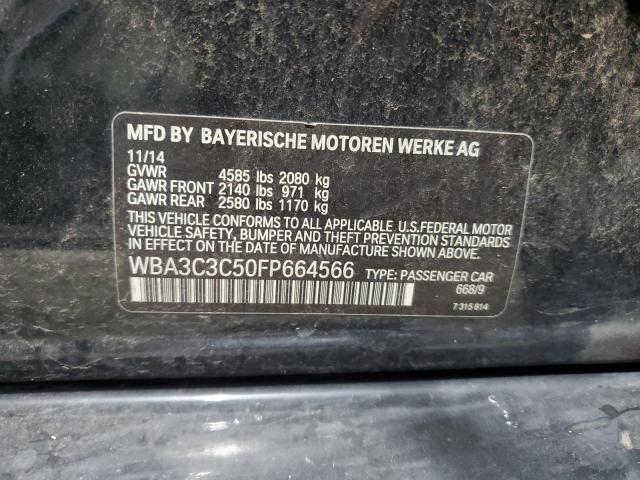 MFD BY BAYERISCHE MOTOREN WERKE AG
11/14
GVWR 4585 lbs 2080 kg
GAWR FRONT 2140 lbs 971 kg
GAWR REAR 2580 lbs 1170 kg
THIS VEHICLE CONFORMS TO ALL APPLICABLE U.S.FEDERAL MOTOR
VEHICLE SAFETY, BUMPER, AND THEFT PREVENTION STANDARDS
IN EFFECT ON THE DATE OF MANUFACTURE SHOWN ABOVE.
WBA3C3C50FP664566 TYPE: PASSENGER CAR
668/9
7 315 814